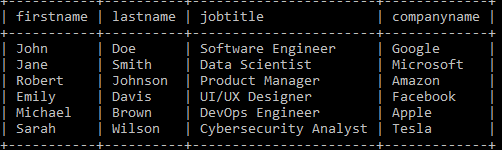 +-----------+----------+-----------------------+-------------+
| firstname | lastname | jobtitle              | companyname |
+-----------+----------+-----------------------+-------------+
| John      | Doe      | Software Engineer     | Google      |
| Jane      | Smith    | Data Scientist        | Microsoft   |
| Robert    | Johnson  | Product Manager       | Amazon      |
| Emily     | Davis    | UI/UX Designer        | Facebook    |
| Michael   | Brown    | DevOps Engineer       | Apple       |
| Sarah     | Wilson   | Cybersecurity Analyst | Tesla       |
+-----------+----------+-----------------------+-------------+